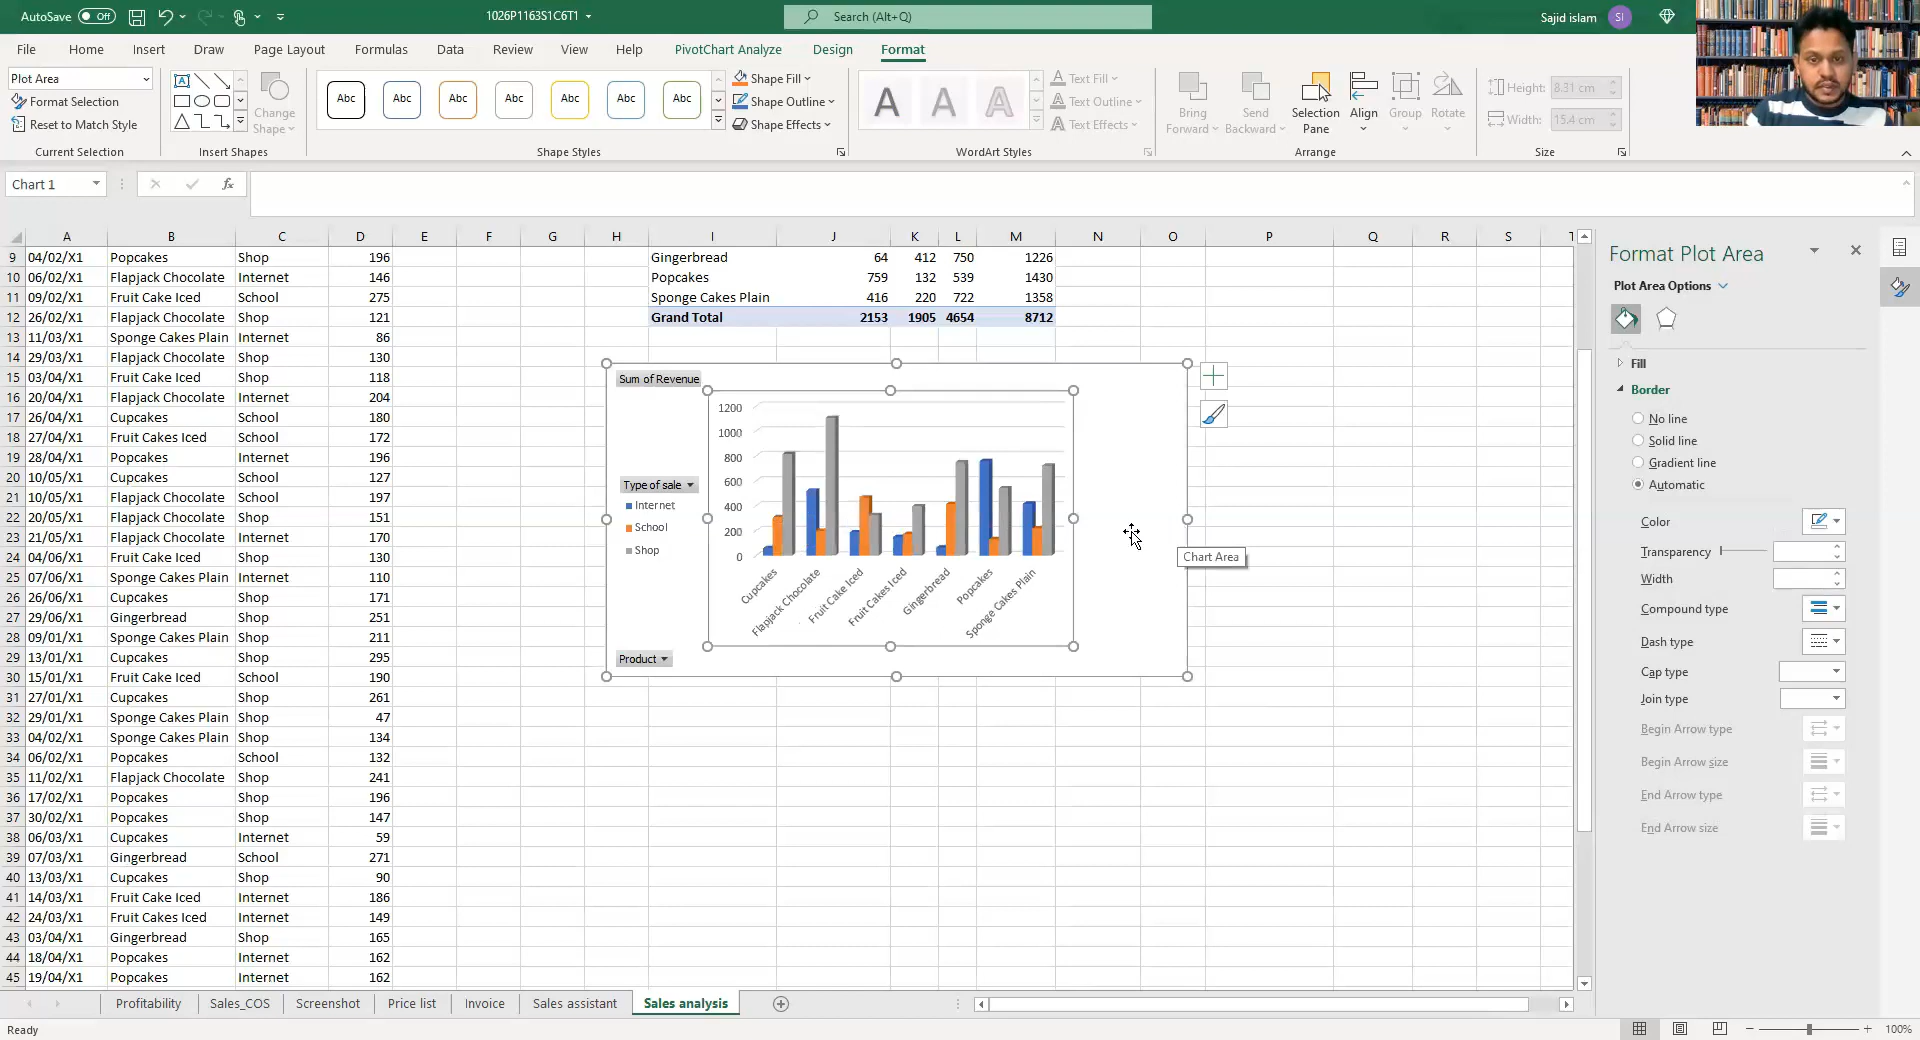 AutoSave Off 1026P1163S1C6T1 Search (Alt+Q) Sajid islam SI
File Home Insert Draw Page Layout Formulas Data Review View Help PivotChart Analyze Design Format
Plot Area
Format Selection
Reset to Match Style
Current Selection
Change Shape
Insert Shapes
Abc Abc Abc Abc Abc Abc Abc
Shape Fill
Shape Outline
Shape Effects
Shape Styles
A A A
Text Fill
Text Outline
Text Effects
WordArt Styles
Bring Forward
Send Backward
Selection Pane
Align
Group
Rotate
Arrange
Height: 8.31 cm
Width: 15.4 cm
Size
Chart 1 fx
A B C D E F G H I J K L M N O P Q R S T
9 04/02/X1 Popcakes Shop 196 Gingerbread 64 412 750 1226
10 06/02/X1 Flapjack Chocolate Internet 146 Popcakes 759 132 539 1430
11 09/02/X1 Fruit Cake Iced School 275 Sponge Cakes Plain 416 220 722 1358
12 26/02/X1 Flapjack Chocolate Shop 121 Grand Total 2153 1905 4654 8712
13 11/03/X1 Sponge Cakes Plain Internet 86
14 29/03/X1 Flapjack Chocolate Shop 130
15 03/04/X1 Fruit Cake Iced Shop 118
16 20/04/X1 Flapjack Chocolate Internet 204
17 26/04/X1 Cupcakes School 180
18 27/04/X1 Fruit Cakes Iced School 172
19 28/04/X1 Popcakes Internet 196
20 10/05/X1 Cupcakes School 127
21 10/05/X1 Flapjack Chocolate School 197
22 20/05/X1 Flapjack Chocolate Shop 151
23 21/05/X1 Flapjack Chocolate Internet 170
24 04/06/X1 Fruit Cake Iced Shop 130
25 07/06/X1 Sponge Cakes Plain Internet 110
26 26/06/X1 Cupcakes Shop 171
27 29/06/X1 Gingerbread Shop 251
28 09/01/X1 Sponge Cakes Plain Shop 211
29 13/01/X1 Cupcakes Shop 295
30 15/01/X1 Fruit Cake Iced School 190
31 27/01/X1 Cupcakes Shop 261
32 29/01/X1 Sponge Cakes Plain Shop 47
33 04/02/X1 Sponge Cakes Plain Shop 134
34 06/02/X1 Popcakes School 132
35 11/02/X1 Flapjack Chocolate Shop 241
36 17/02/X1 Popcakes Shop 196
37 30/02/X1 Popcakes Shop 147
38 06/03/X1 Cupcakes Internet 59
39 07/03/X1 Gingerbread School 271
40 13/03/X1 Cupcakes Shop 90
41 14/03/X1 Fruit Cake Iced Internet 186
42 24/03/X1 Fruit Cakes Iced Internet 149
43 03/04/X1 Gingerbread Shop 165
44 18/04/X1 Popcakes Internet 162
45 19/04/X1 Popcakes Internet 162
Sum of Revenue
1200
1000
800
600
400
200
0
Type of sale
Internet
School
Shop
Cupcakes
Flapjack Chocolate
Fruit Cake Iced
Fruit Cakes Iced
Gingerbread
Popcakes
Sponge Cakes Plain
Product
Chart Area
Format Plot Area
Plot Area Options
Fill
Border
No line
Solid line
Gradient line
Automatic
Color
Transparency
Width
Compound type
Dash type
Cap type
Join type
Begin Arrow type
Begin Arrow size
End Arrow type
End Arrow size
Profitability Sales_COS Screenshot Price list Invoice Sales assistant Sales analysis
Ready 100%